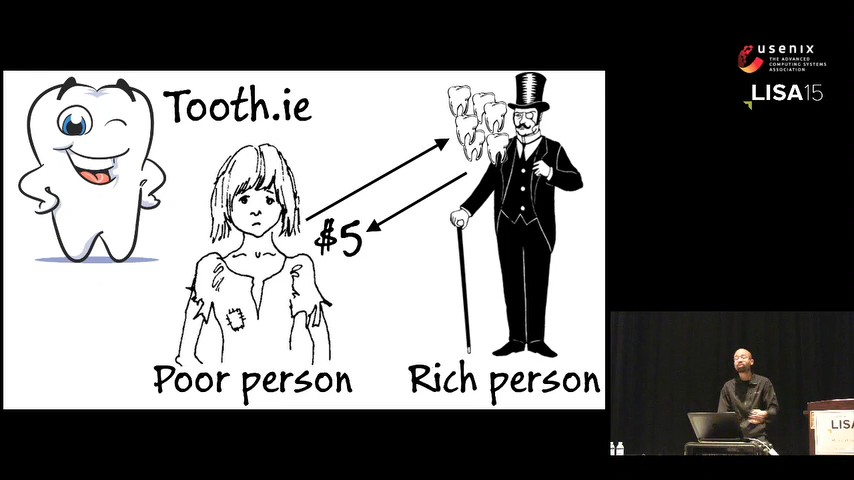 Tooth.ie
$5
Poor person
Rich person
usenix
THE ADVANCED
COMPUTING SYSTEMS
ASSOCIATION
LISA15
LISA